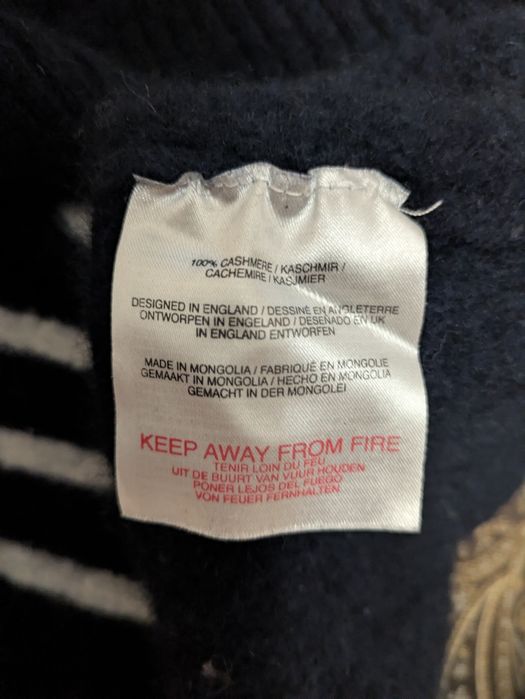 100% CASHMERE / KASCHMIR /
CACHEMIRE / KASJMIER
DESIGNED IN ENGLAND / DESSINÉ EN ANGLETERRE
ONTWORPEN IN ENGELAND / DESEÑADO EN UK
IN ENGLAND ENTWORFEN
MADE IN MONGOLIA / FABRIQUÉ EN MONGOLIE
GEMAAKT IN MONGOLIA / HECHO EN MONGOLIA
GEMACHT IN DER MONGOLEI
KEEP AWAY FROM FIRE
TENIR LOIN DU FEU
UIT DE BUURT VAN VUUR HOUDEN
PONER LEJOS DEL FUEGO
VON FEUER FERNHALTEN